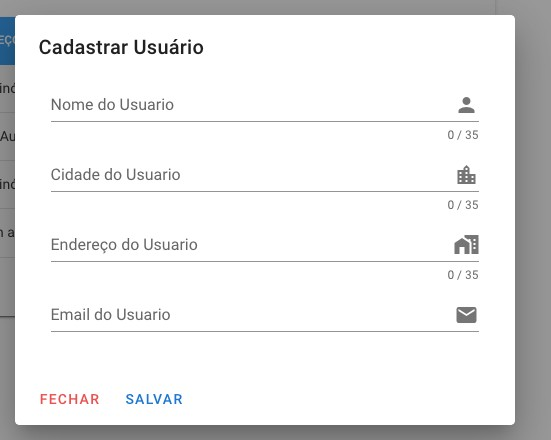 Cadastrar Usuário
Nome do Usuario
0 / 35
Cidade do Usuario
0 / 35
Endereço do Usuario
0 / 35
Email do Usuario
FECHAR SALVAR